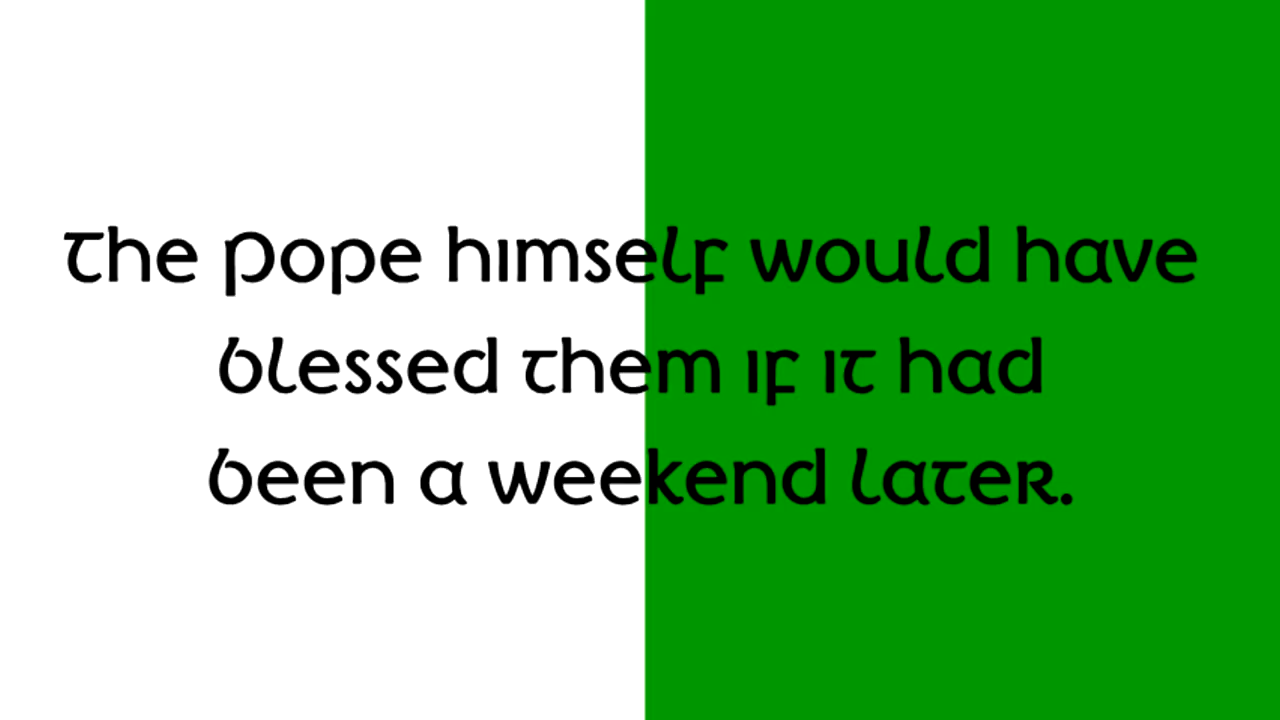 The Pope himself would have
blessed them if it had
been a weekend later.